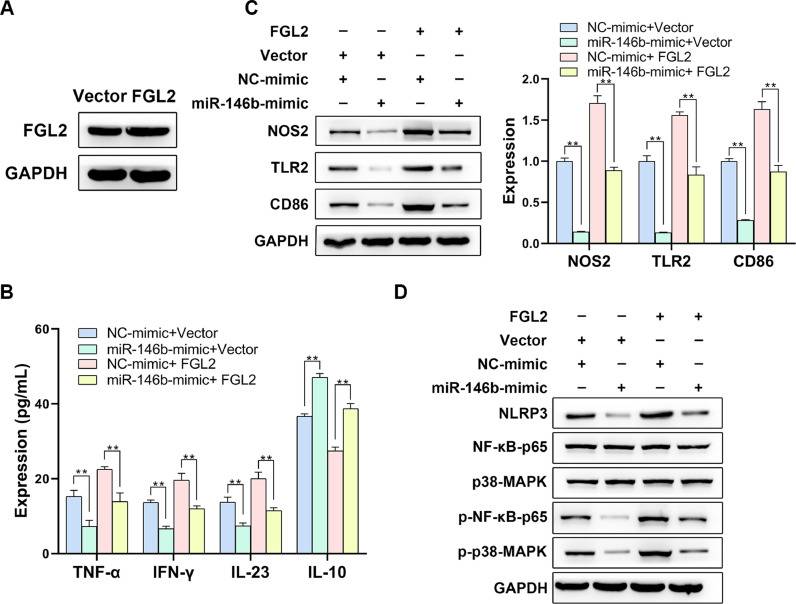 A
Vector FGL2
FGL2
GAPDH
C
FGL2 − − + +
Vector + + − −
NC-mimic + − + −
miR-146b-mimic − + − +
NOS2
TLR2
CD86
GAPDH
NC-mimic+Vector
miR-146b-mimic+Vector
NC-mimic+ FGL2
miR-146b-mimic+ FGL2
Expression
2.0
1.5
1.0
0.5
0.0
** ** ** ** ** **
NOS2 TLR2 CD86
B
NC-mimic+Vector
miR-146b-mimic+Vector
NC-mimic+ FGL2
miR-146b-mimic+ FGL2
Expression (pg/mL)
60
40
20
0
** ** ** ** ** ** ** **
TNF-α IFN-γ IL-23 IL-10
D
FGL2 − − + +
Vector + + − −
NC-mimic + − + −
miR-146b-mimic − + − +
NLRP3
NF-κB-p65
p38-MAPK
p-NF-κB-p65
p-p38-MAPK
GAPDH